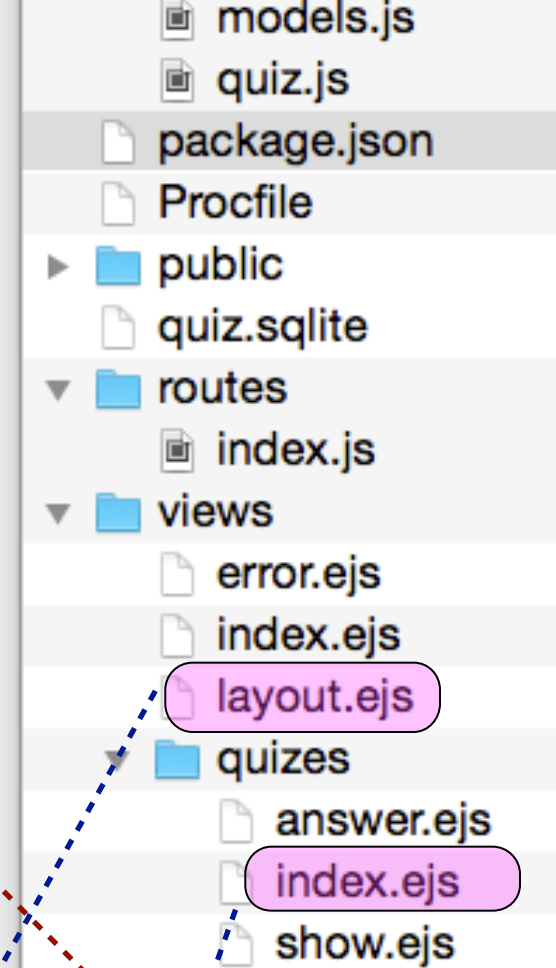 models.js
quiz.js
package.json
Procfile
public
quiz.sqlite
routes
index.js
views
error.ejs
index.ejs
layout.ejs
quizes
answer.ejs
index.ejs
show.ejs